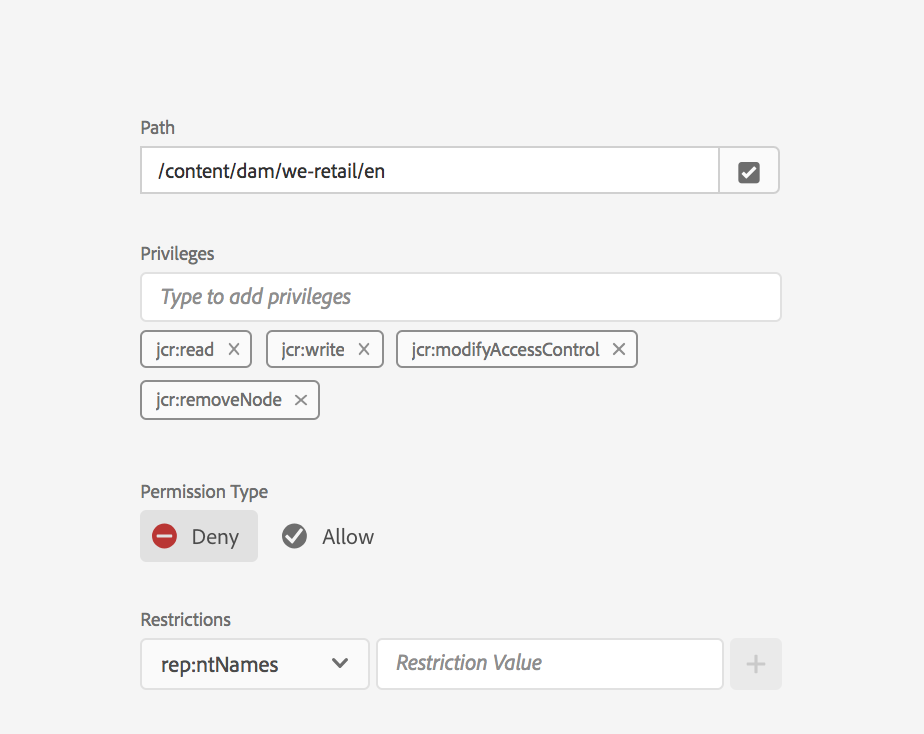 Path
/content/dam/we-retail/en
Privileges
Type to add privileges
jcr:read jcr:write jcr:modifyAccessControl
jcr:removeNode
Permission Type
Deny Allow
Restrictions
rep:ntNames Restriction Value